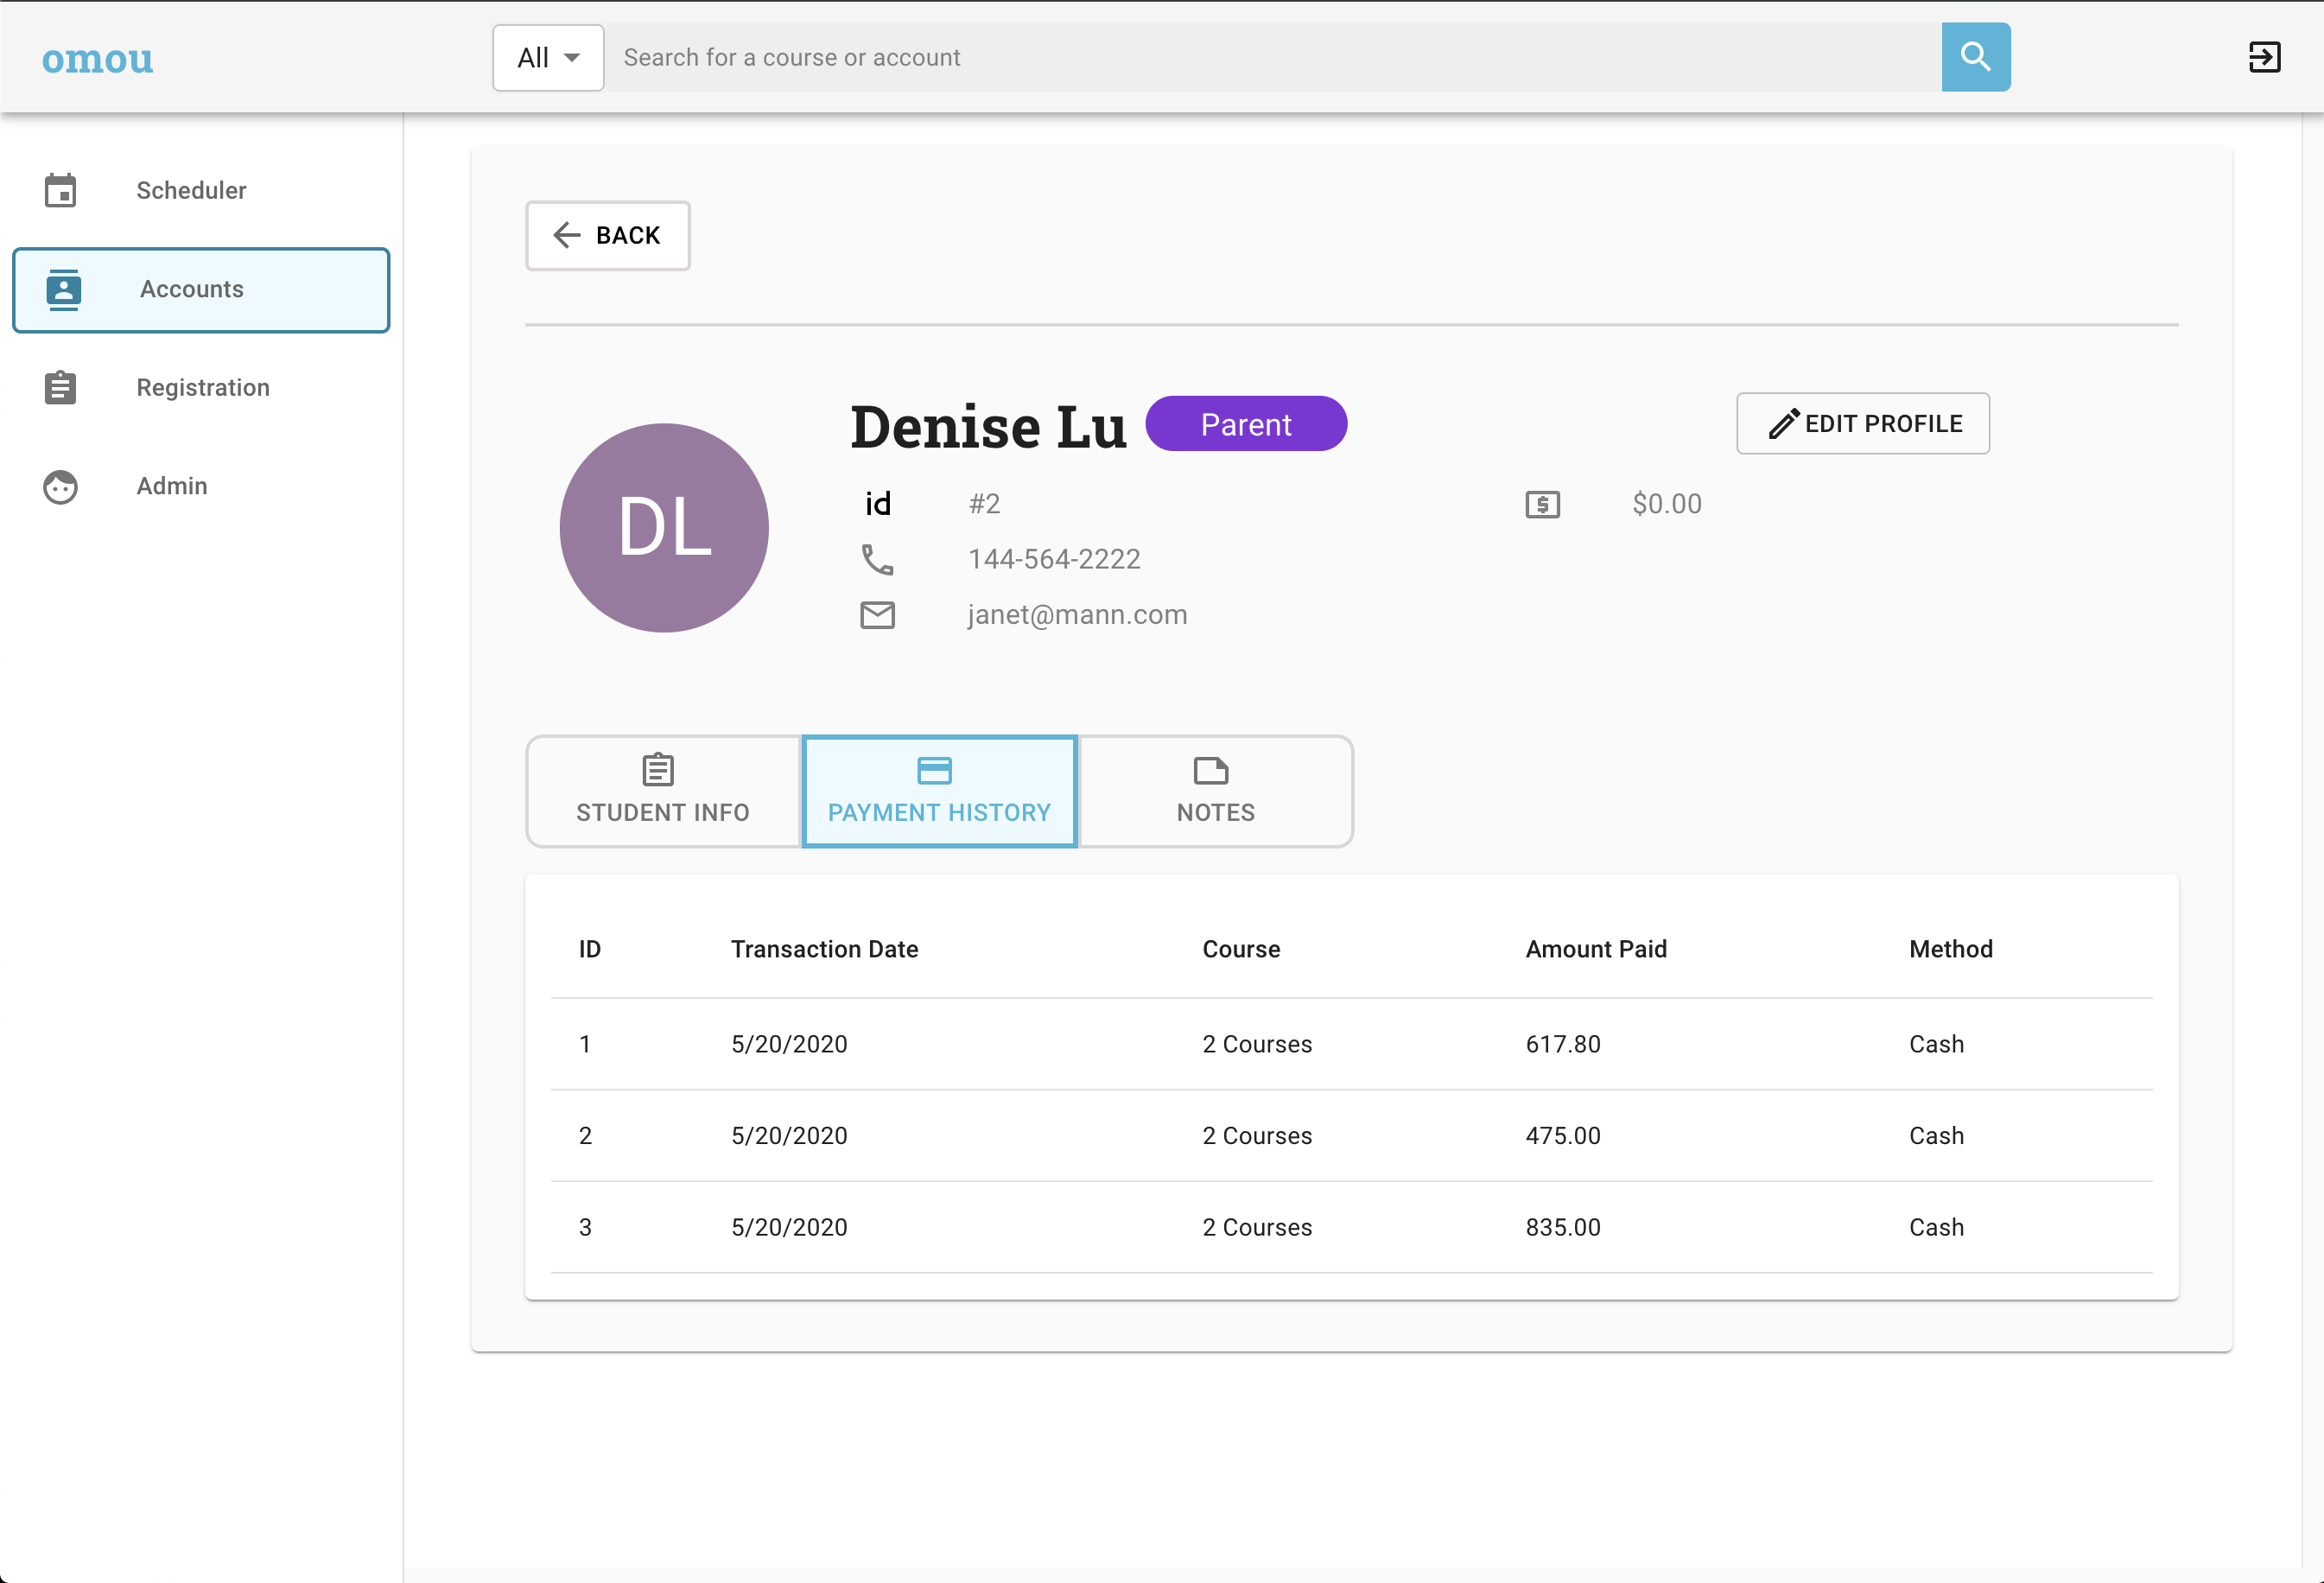 omou
All
Search for a course or account
Scheduler
Accounts
Registration
Admin
BACK
DL
Denise Lu
Parent
EDIT PROFILE
id
#2
$0.00
144-564-2222
janet@mann.com
STUDENT INFO
PAYMENT HISTORY
NOTES
ID Transaction Date Course Amount Paid Method
1 5/20/2020 2 Courses 617.80 Cash
2 5/20/2020 2 Courses 475.00 Cash
3 5/20/2020 2 Courses 835.00 Cash